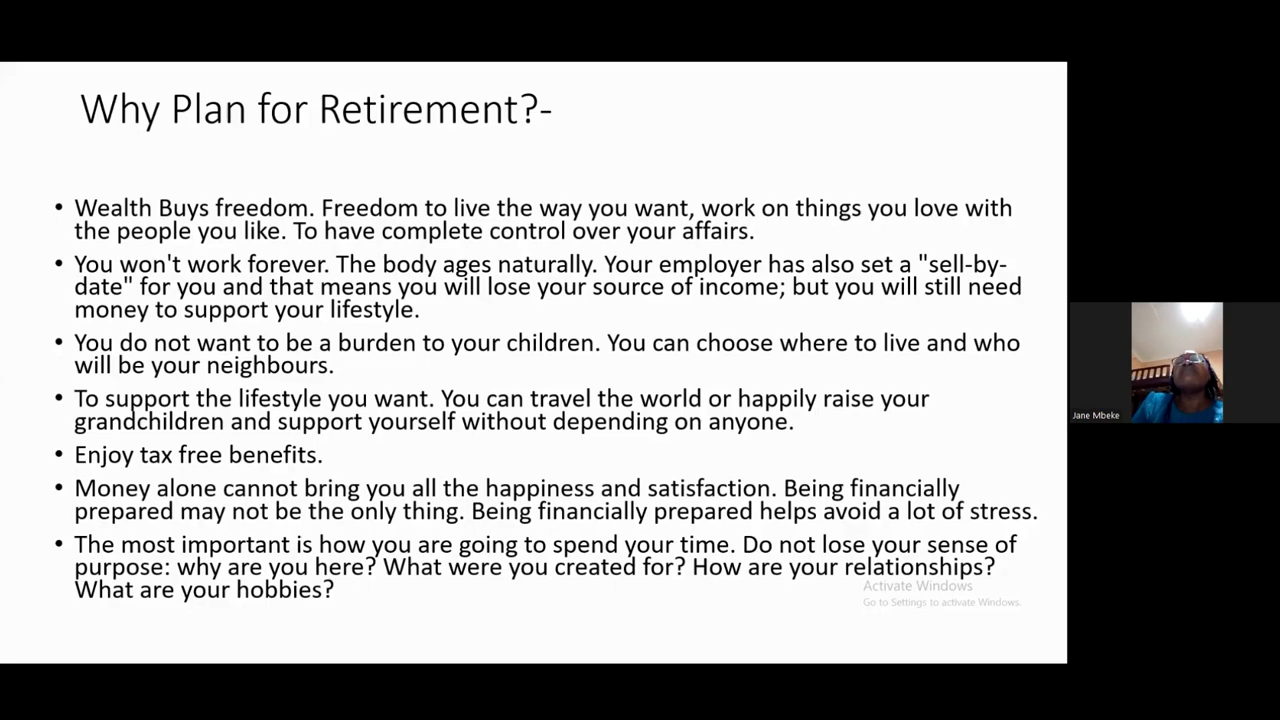 Why Plan for Retirement?-
• Wealth Buys freedom. Freedom to live the way you want, work on things you love with
the people you like. To have complete control over your affairs.
• You won't work forever. The body ages naturally. Your employer has also set a "sell-by-
date" for you and that means you will lose your source of income; but you will still need
money to support your lifestyle.
• You do not want to be a burden to your children. You can choose where to live and who
will be your neighbours.
• To support the lifestyle you want. You can travel the world or happily raise your
grandchildren and support yourself without depending on anyone.
• Enjoy tax free benefits.
• Money alone cannot bring you all the happiness and satisfaction. Being financially
prepared may not be the only thing. Being financially prepared helps avoid a lot of stress.
• The most important is how you are going to spend your time. Do not lose your sense of
purpose: why are you here? What were you created for? How are your relationships?
What are your hobbies?
Activate Windows
Go to Settings to activate Windows.
Jane Mbeke